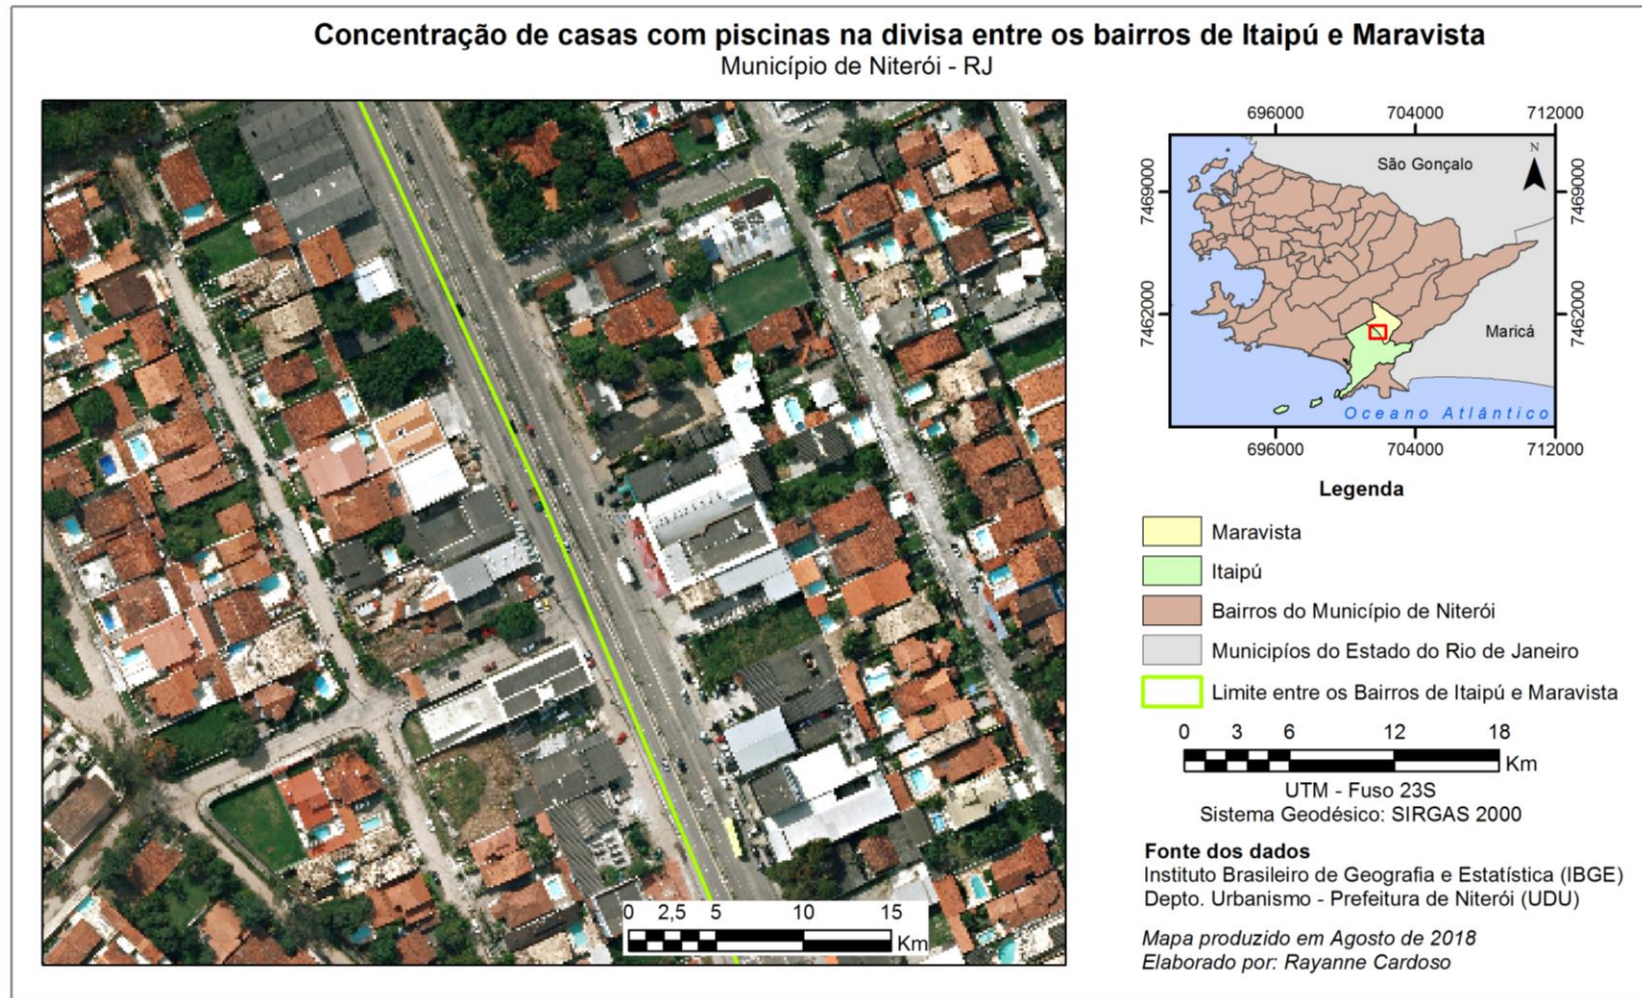 Concentração de casas com piscinas na divisa entre os bairros de Itaipú e Maravista
Município de Niterói - RJ
696000 704000 712000
N
São Gonçalo
7469000 7469000
7462000 7462000
Maricá
Oceano Atlântico
696000 704000 712000
Legenda
Maravista
Itaipú
Bairros do Município de Niterói
Municipíos do Estado do Rio de Janeiro
Limite entre os Bairros de Itaipú e Maravista
0 3 6 12 18
Km
UTM - Fuso 23S
Sistema Geodésico: SIRGAS 2000
Fonte dos dados
Instituto Brasileiro de Geografia e Estatística (IBGE)
Depto. Urbanismo - Prefeitura de Niterói (UDU)
Mapa produzido em Agosto de 2018
Elaborado por: Rayanne Cardoso
0 2,5 5 10 15
Km